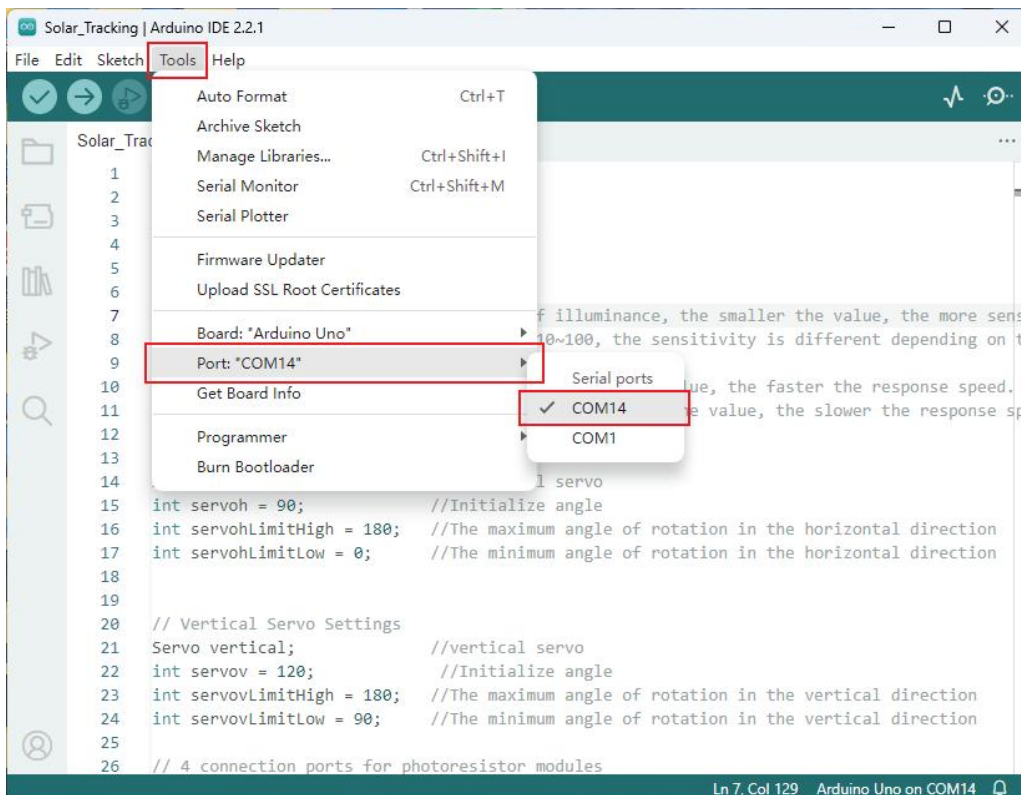 Solar_Tracking | Arduino IDE 2.2.1
File Edit Sketch Tools Help
Auto Format Ctrl+T
Archive Sketch
Manage Libraries... Ctrl+Shift+I
Serial Monitor Ctrl+Shift+M
Serial Plotter
Firmware Updater
Upload SSL Root Certificates
Board: "Arduino Uno"
Port: "COM14"
Get Board Info
Programmer
Burn Bootloader
Serial ports
COM14
COM1
Solar_Trac
1
2
3
4
5
6
7 f illuminance, the smaller the value, the more sens
8 10~100, the sensitivity is different depending on t
9
10 ue, the faster the response speed.
11 e value, the slower the response sp
12
13
14 l servo
15 int servoh = 90; //Initialize angle
16 int servohLimitHigh = 180; //The maximum angle of rotation in the horizontal direction
17 int servohLimitLow = 0; //The minimum angle of rotation in the horizontal direction
18
19
20 // Vertical Servo Settings
21 Servo vertical; //vertical servo
22 int servov = 120; //Initialize angle
23 int servovLimitHigh = 180; //The maximum angle of rotation in the vertical direction
24 int servovLimitLow = 90; //The minimum angle of rotation in the vertical direction
25
26 // 4 connection ports for photoresistor modules
Ln 7, Col 129 Arduino Uno on COM14